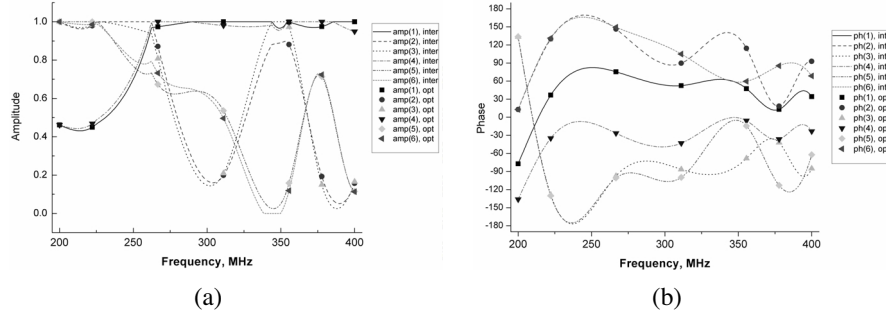 Amplitude
1.0
0.8
0.6
0.4
0.2
0.0
200
250
300
350
400
Frequency, MHz
amp(1), inter
amp(2), inter
amp(3), inter
amp(4), inter
amp(5), inter
amp(6), inter
amp(1), opt
amp(2), opt
amp(3), opt
amp(4), opt
amp(5), opt
amp(6), opt
(a)
Phase
180
150
120
90
60
30
0
-30
-60
-90
-120
-150
-180
200
250
300
350
400
Frequency, MHz
ph(1), int
ph(2), int
ph(3), int
ph(4), int
ph(5), int
ph(6), int
ph(1), op
ph(2), op
ph(3), op
ph(4), op
ph(5), op
ph(6), op
(b)